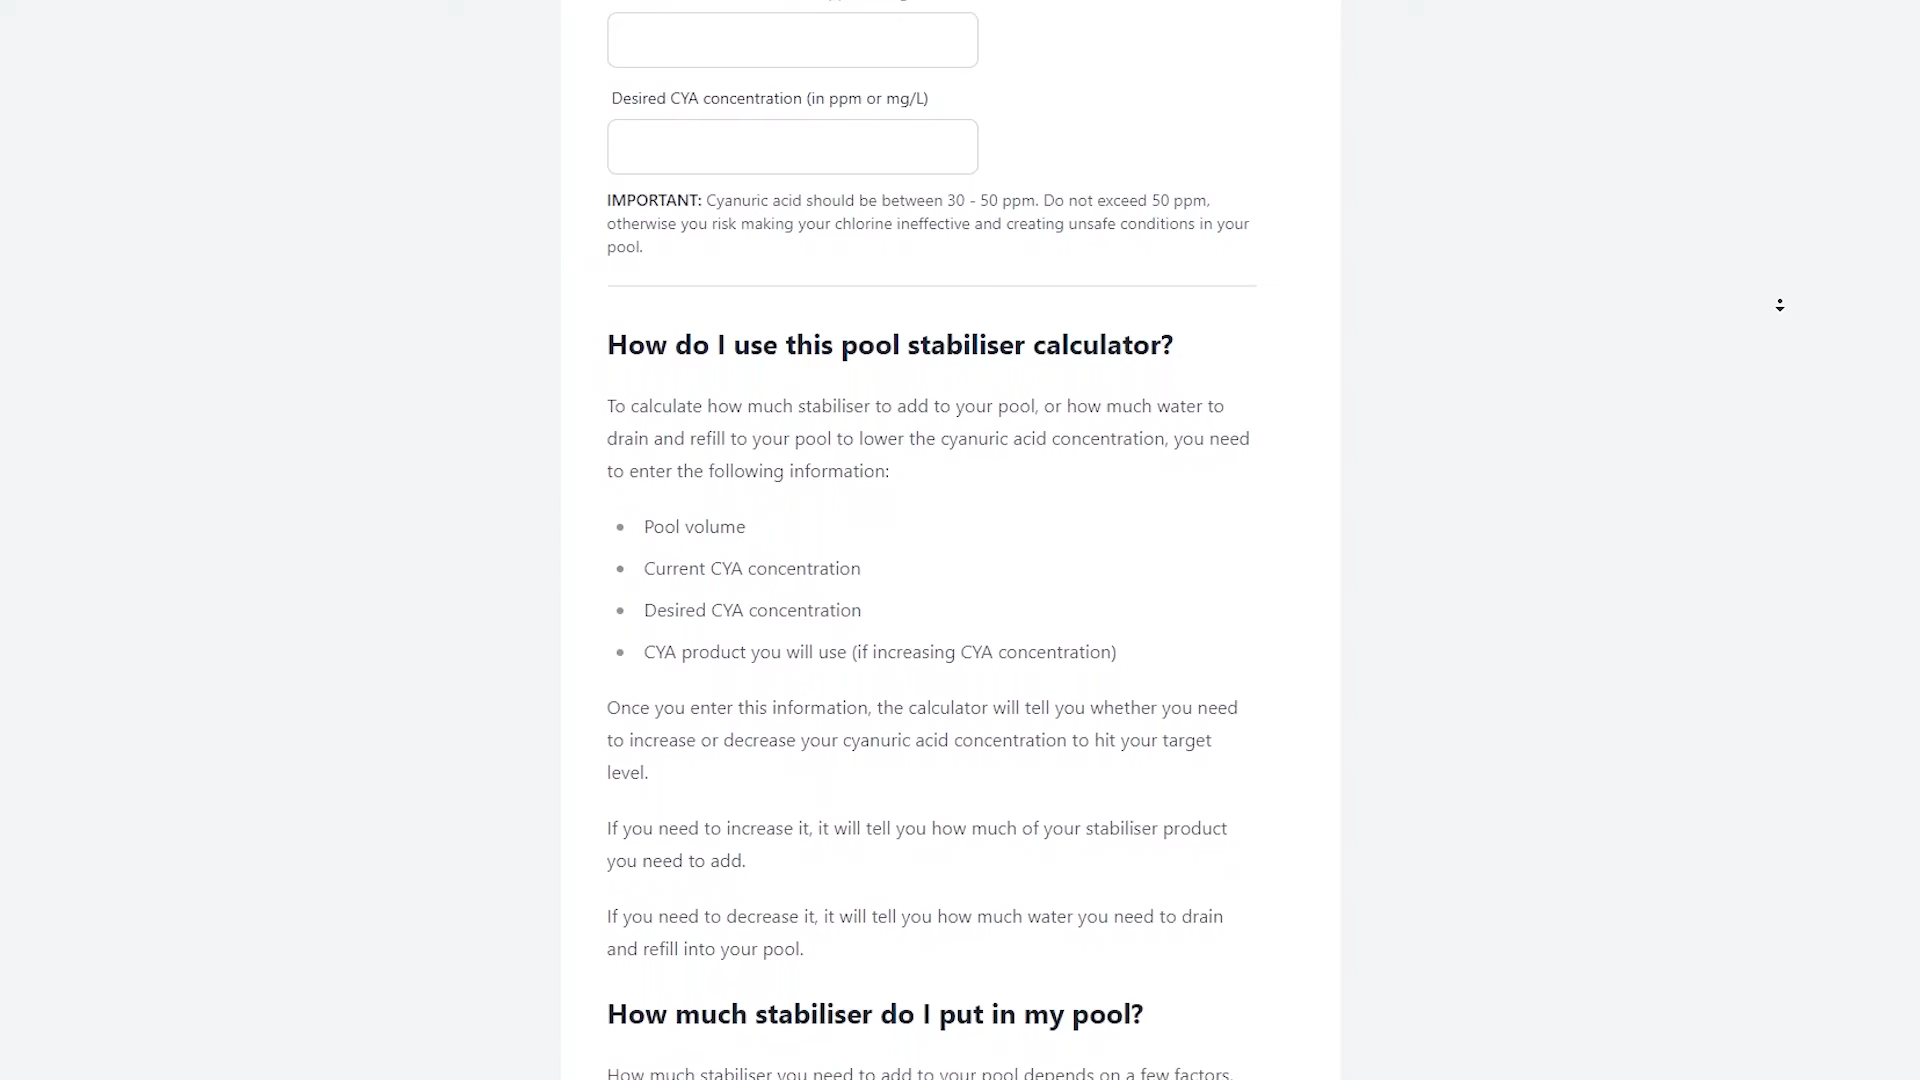 Desired CYA concentration (in ppm or mg/L)
IMPORTANT: Cyanuric acid should be between 30 - 50 ppm. Do not exceed 50 ppm,
otherwise you risk making your chlorine ineffective and creating unsafe conditions in your
pool.
How do I use this pool stabiliser calculator?
To calculate how much stabiliser to add to your pool, or how much water to
drain and refill to your pool to lower the cyanuric acid concentration, you need
to enter the following information:
Pool volume
Current CYA concentration
Desired CYA concentration
CYA product you will use (if increasing CYA concentration)
Once you enter this information, the calculator will tell you whether you need
to increase or decrease your cyanuric acid concentration to hit your target
level.
If you need to increase it, it will tell you how much of your stabiliser product
you need to add.
If you need to decrease it, it will tell you how much water you need to drain
and refill into your pool.
How much stabiliser do I put in my pool?
How much stabiliser you need to add to your pool depends on a few factors.